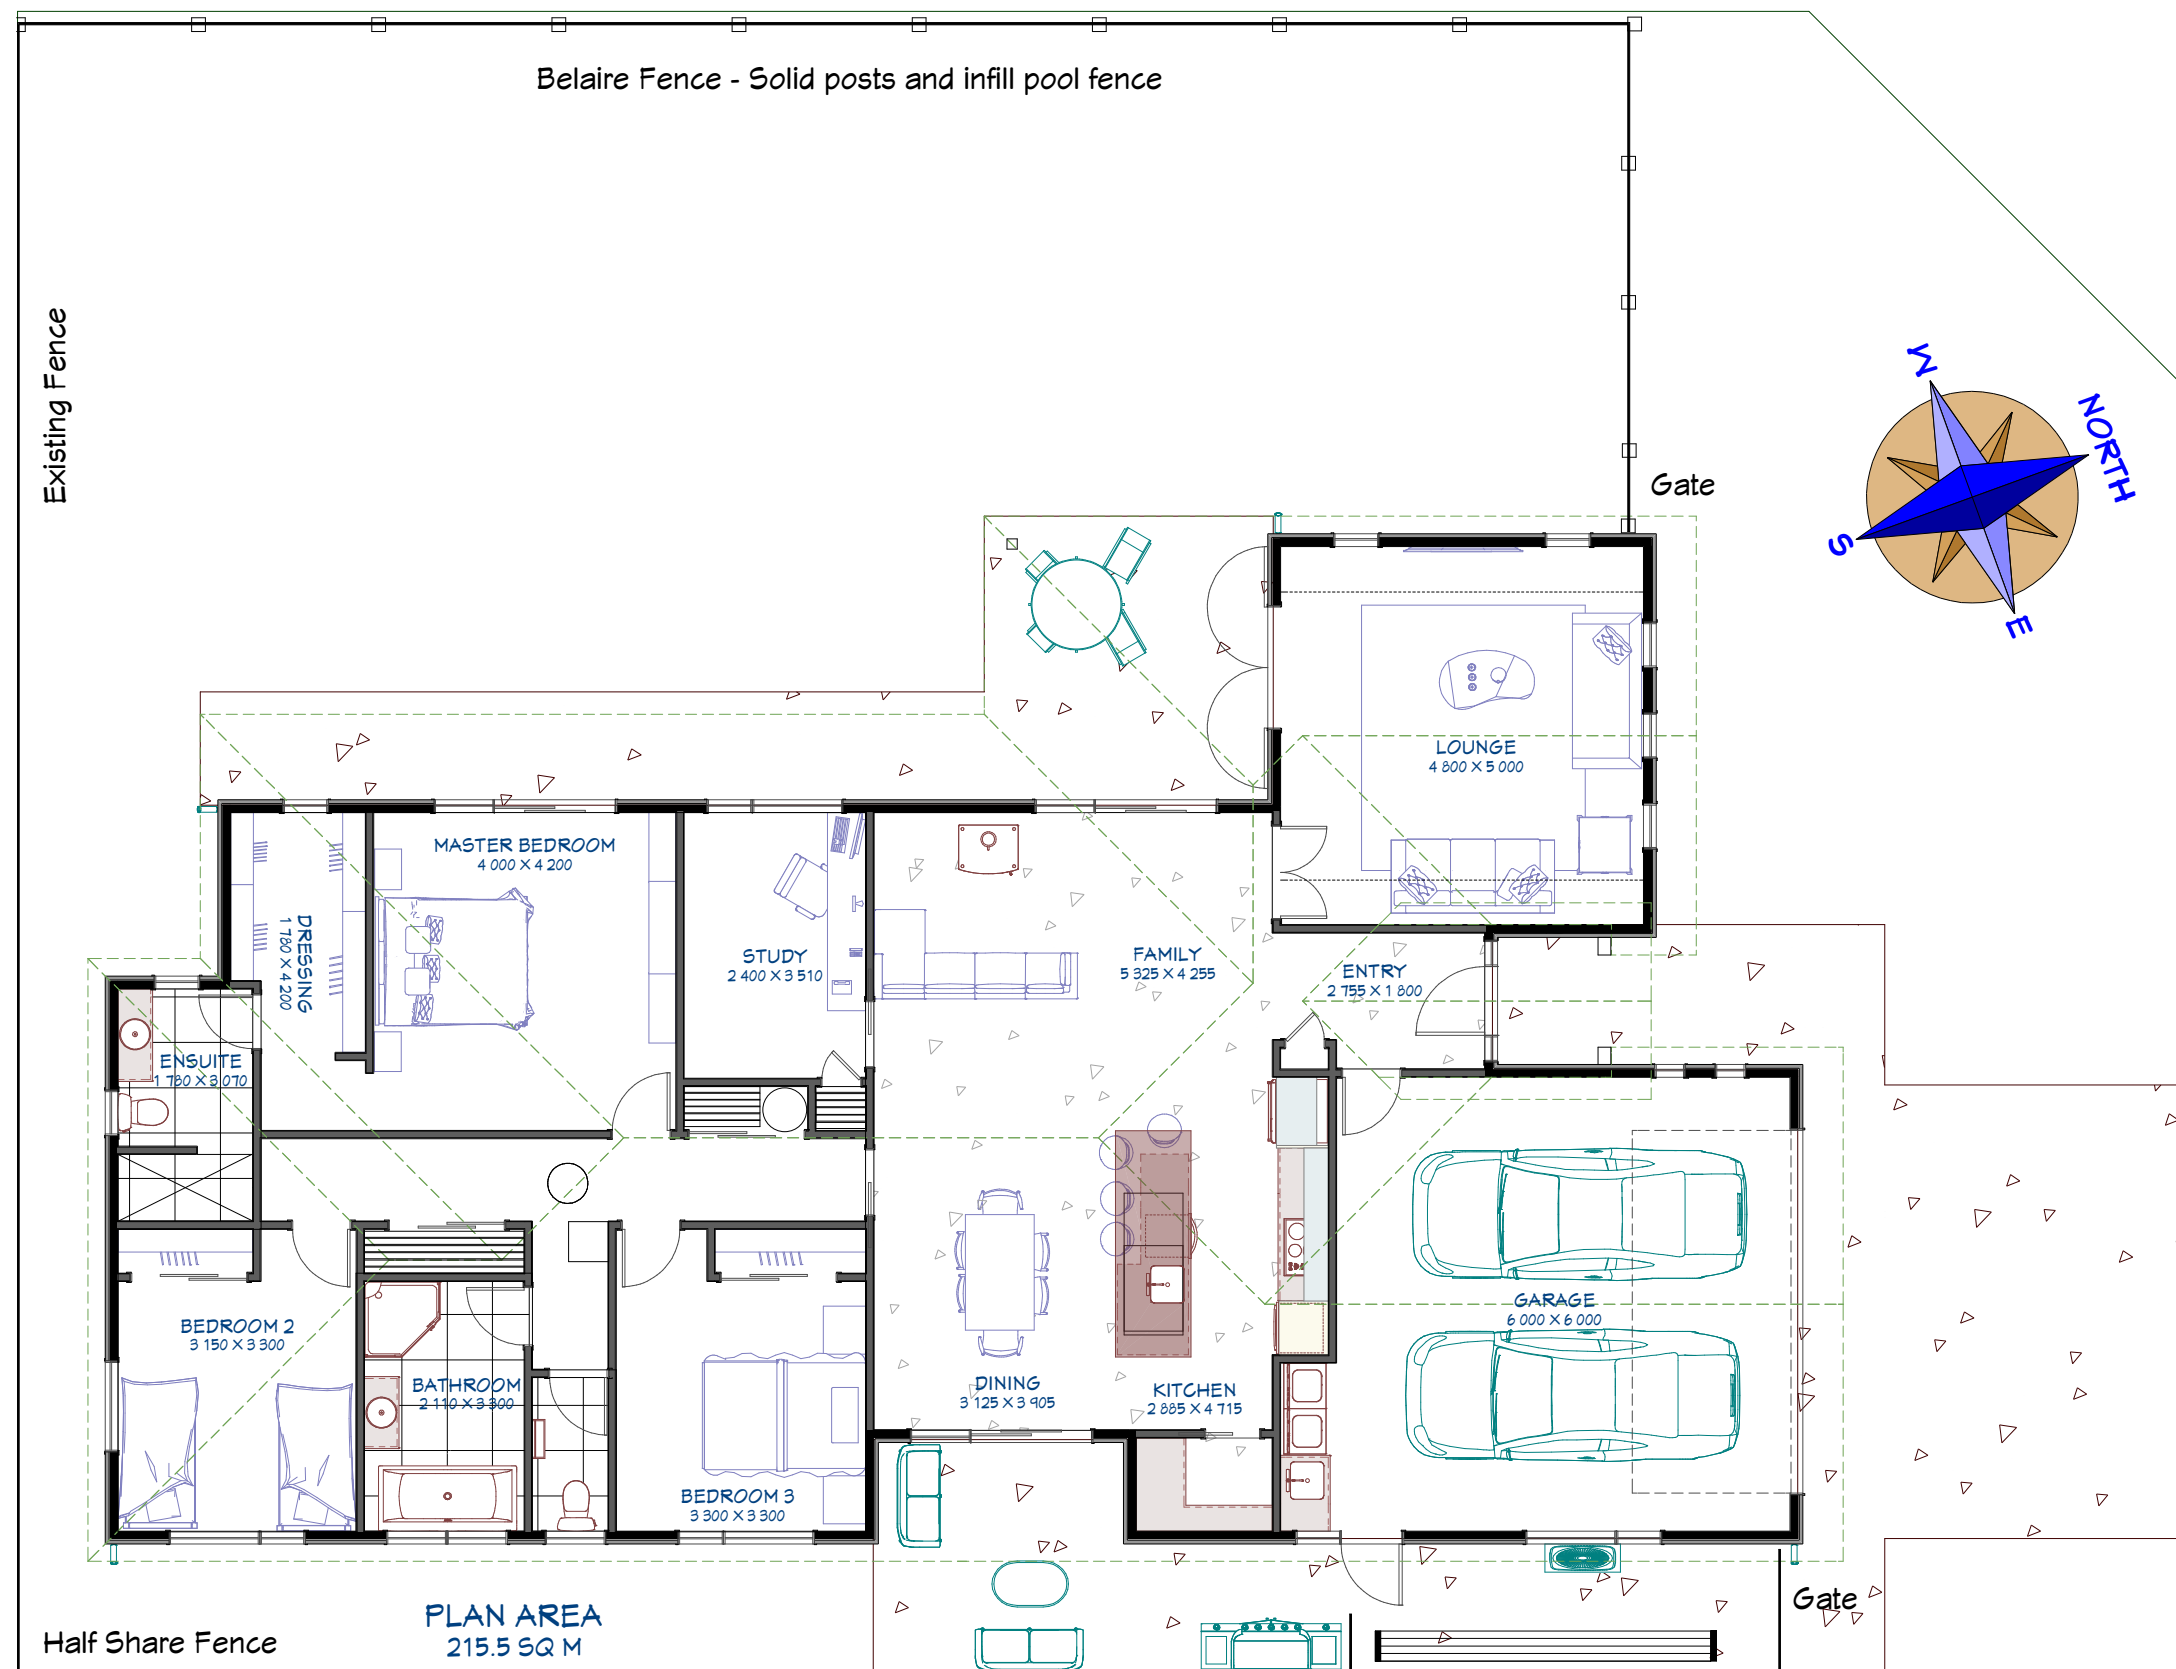 Belaire Fence - Solid posts and infill pool fence
Existing Fence
W
NORTH
S
E
Gate
LOUNGE
4 800 X 5 000
MASTER BEDROOM
4 000 X 4 200
DRESSING
1 780 X 4 200
STUDY
2 400 X 3 510
FAMILY
5 325 X 4 255
ENTRY
2 755 X 1 800
ENSUITE
1 780 X 3 070
BEDROOM 2
3 150 X 3 300
GARAGE
6 000 X 6 000
BATHROOM
2 110 X 3 300
DINING
3 125 X 3 905
KITCHEN
2 885 X 4 715
BEDROOM 3
3 300 X 3 300
Gate
PLAN AREA
215.5 SQ M
Half Share Fence